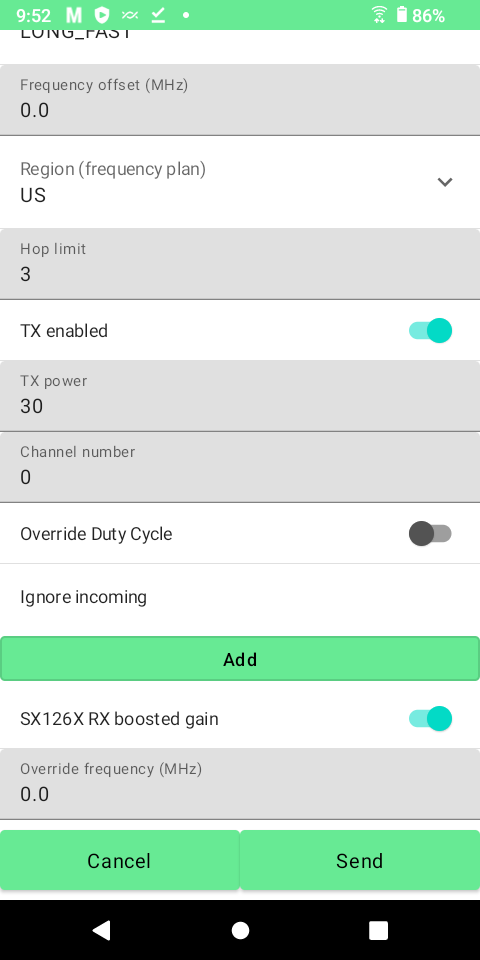 9:52
86%
LONG_FAST
Frequency offset (MHz)
0.0
Region (frequency plan)
US
Hop limit
3
TX enabled
TX power
30
Channel number
0
Override Duty Cycle
Ignore incoming
Add
SX126X RX boosted gain
Override frequency (MHz)
0.0
Cancel
Send